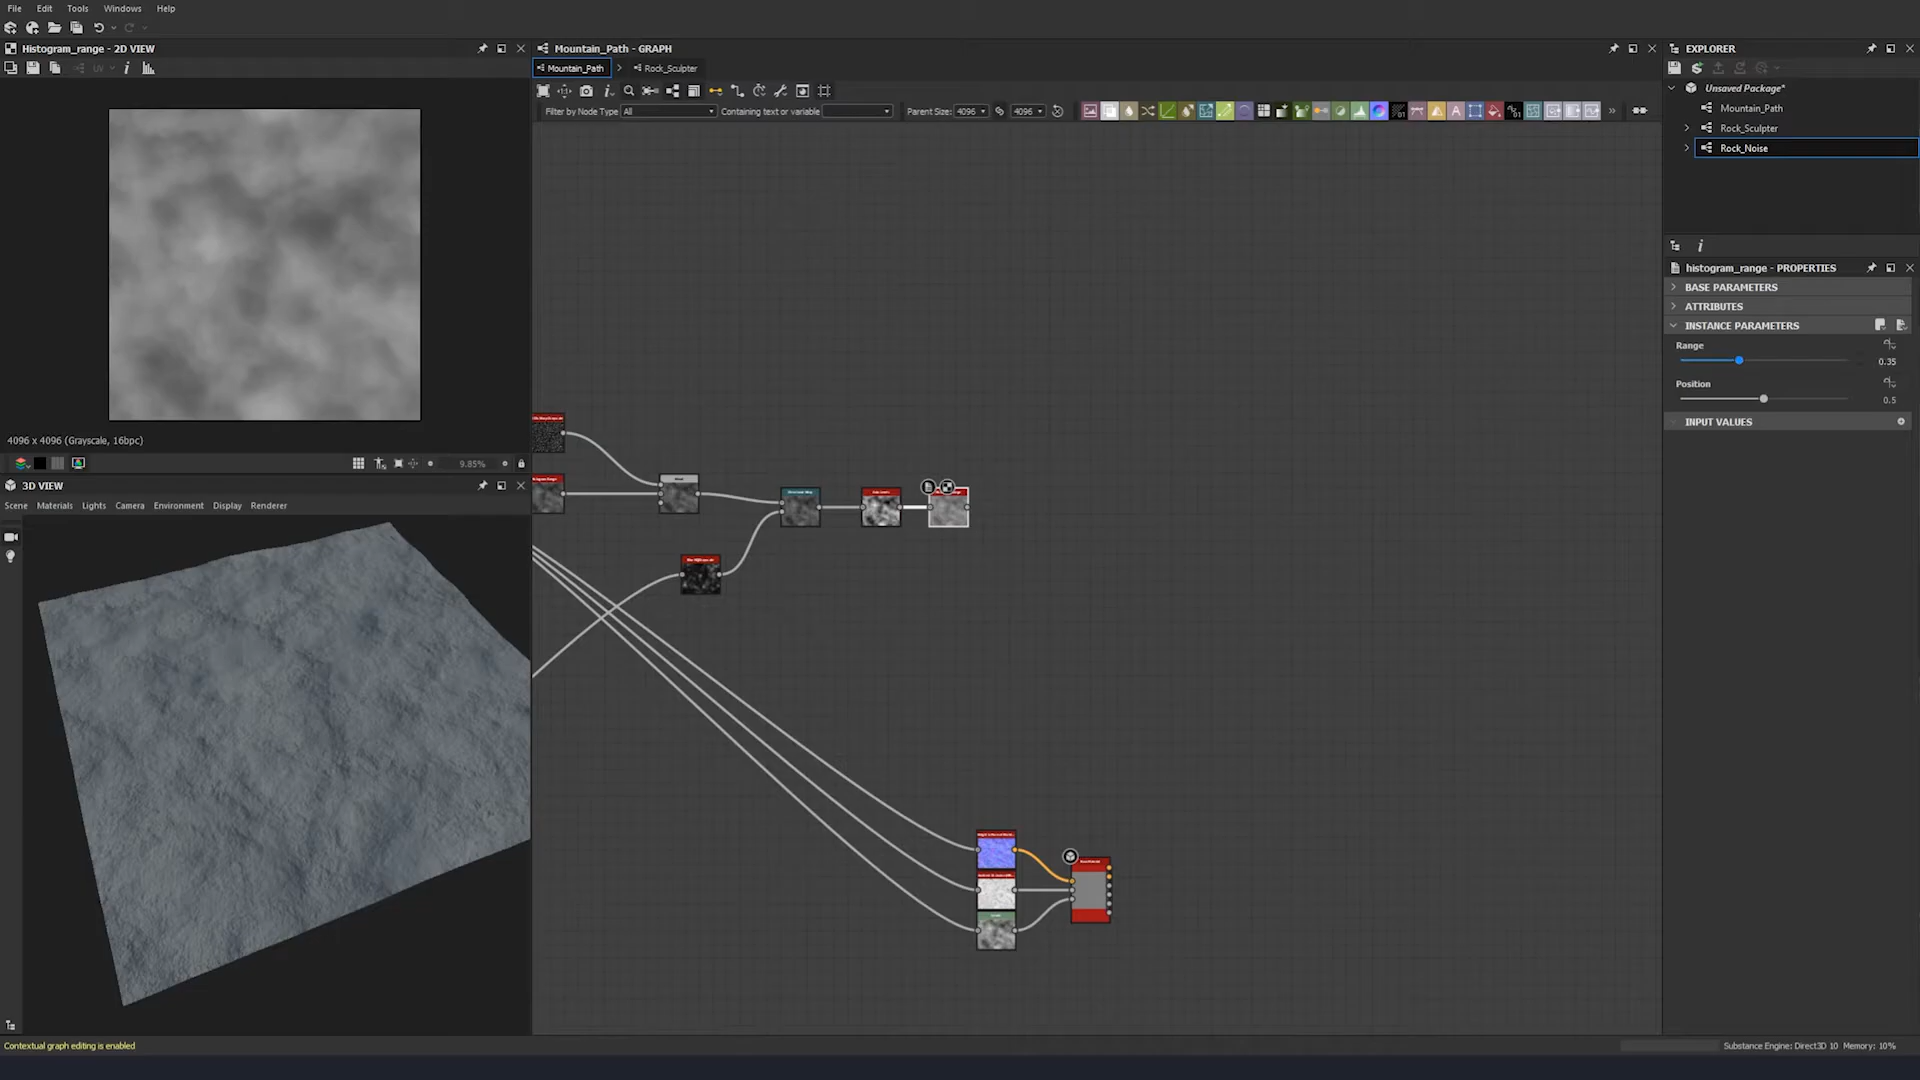 File Edit Tools Windows Help
Histogram_range - 2D VIEW
UV
4096 x 4096 (Grayscale, 16bpc)
9.85%
3D VIEW
Scene Materials Lights Camera Environment Display Renderer
Contextual graph editing is enabled
Mountain_Path - GRAPH
Mountain_Path > Rock_Sculpter
Filter by Node Type All Containing text or variable Parent Size: 4096 4096
EXPLORER
Unsaved Package*
Mountain_Path
Rock_Sculpter
Rock_Noise
histogram_range - PROPERTIES
BASE PARAMETERS
ATTRIBUTES
INSTANCE PARAMETERS
Range
0.35
Position
0.5
INPUT VALUES
Substance Engine: Direct3D 10 Memory: 10%